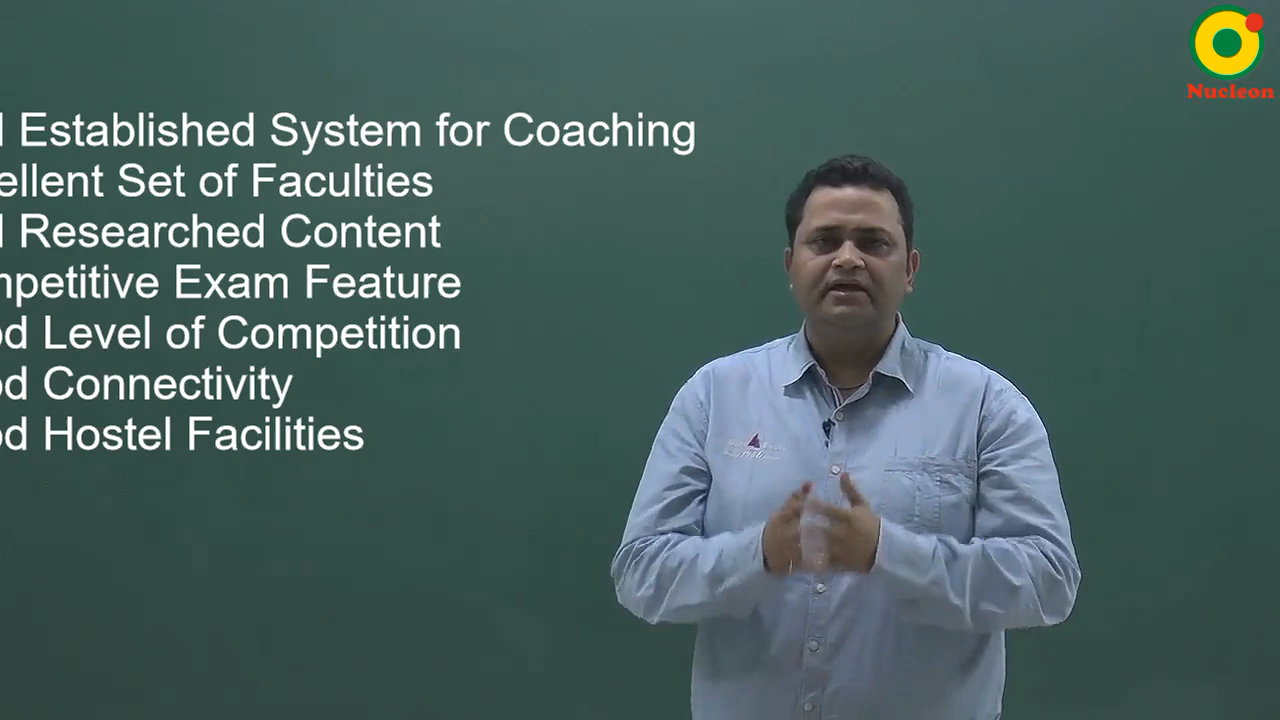 l Established System for Coaching
ellent Set of Faculties
l Researched Content
mpetitive Exam Feature
od Level of Competition
od Connectivity
od Hostel Facilities
Nucleon